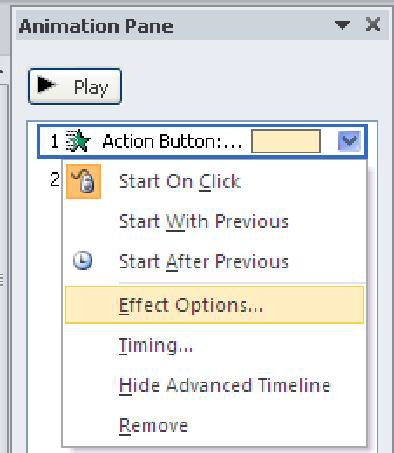 Animation Pane
Play
1 Action Button:...
2
Start On Click
Start With Previous
Start After Previous
Effect Options...
Timing...
Hide Advanced Timeline
Remove